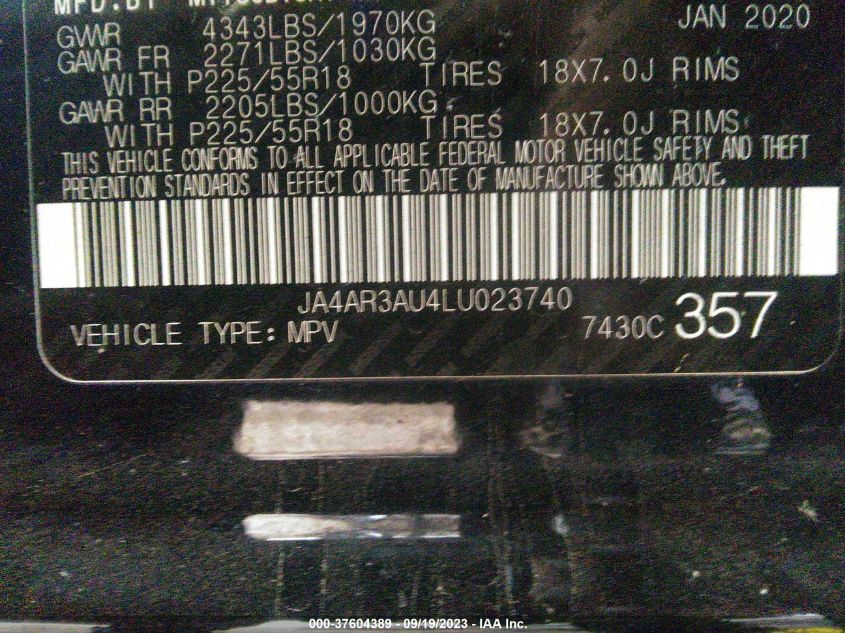 MFD.BY
JAN 2020
GVWR 4343LBS/1970KG
GAWR FR 2271LBS/1030KG
WITH P225/55R18 TIRES 18X7.0J RIMS
GAWR RR 2205LBS/1000KG
WITH P225/55R18 TIRES 18X7.0J RIMS
THIS VEHICLE CONFORMS TO ALL APPLICABLE FEDERAL MOTOR VEHICLE SAFETY AND THEFT
PREVENTION STANDARDS IN EFFECT ON THE DATE OF MANUFACTURE SHOWN ABOVE.
JA4AR3AU4LU023740
VEHICLE TYPE: MPV 7430C 357
000-37604389 - 09/19/2023 - IAA Inc.